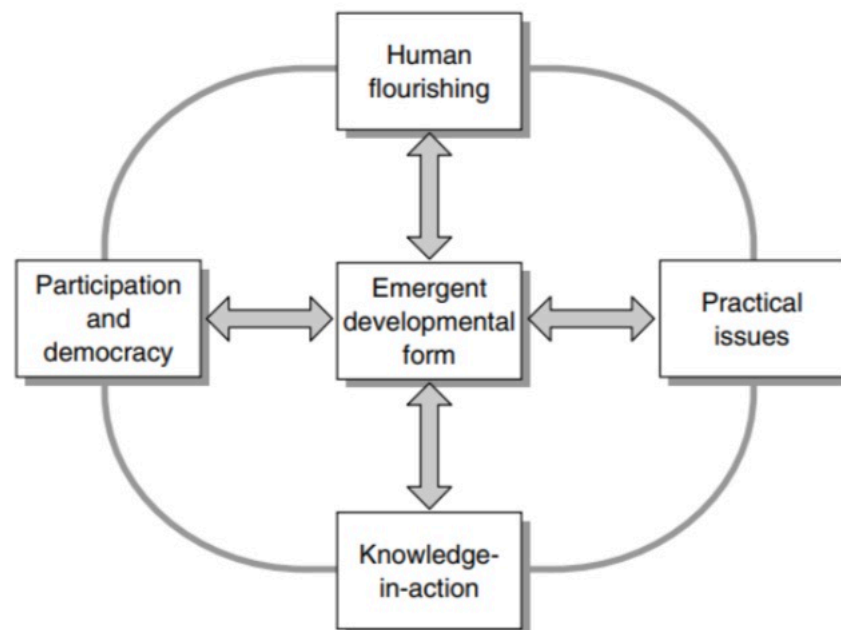 Human
flourishing
Participation
and
democracy
Emergent
developmental
form
Practical
issues
Knowledge-
in-action